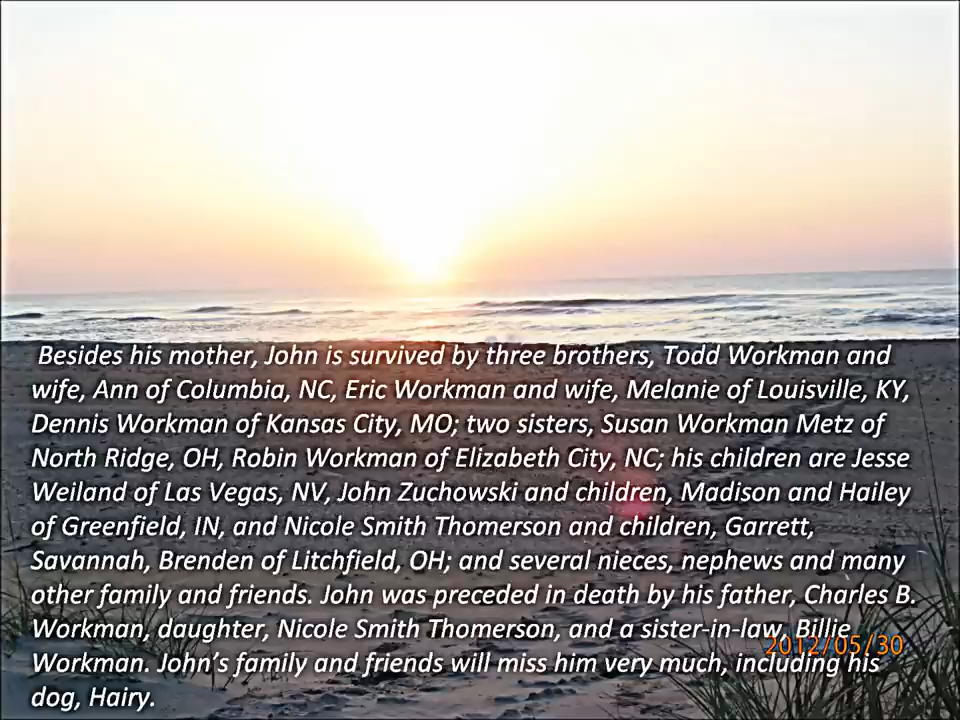 Besides his mother, John is survived by three brothers, Todd Workman and
wife, Ann of Columbia, NC, Eric Workman and wife, Melanie of Louisville, KY,
Dennis Workman of Kansas City, MO; two sisters, Susan Workman Metz of
North Ridge, OH, Robin Workman of Elizabeth City, NC; his children are Jesse
Weiland of Las Vegas, NV, John Zuchowski and children, Madison and Hailey
of Greenfield, IN, and Nicole Smith Thomerson and children, Garrett,
Savannah, Brenden of Litchfield, OH; and several nieces, nephews and many
other family and friends. John was preceded in death by his father, Charles B.
Workman, daughter, Nicole Smith Thomerson, and a sister-in-law, Billie
2012/05/30
Workman. John's family and friends will miss him very much, including his
dog, Hairy.